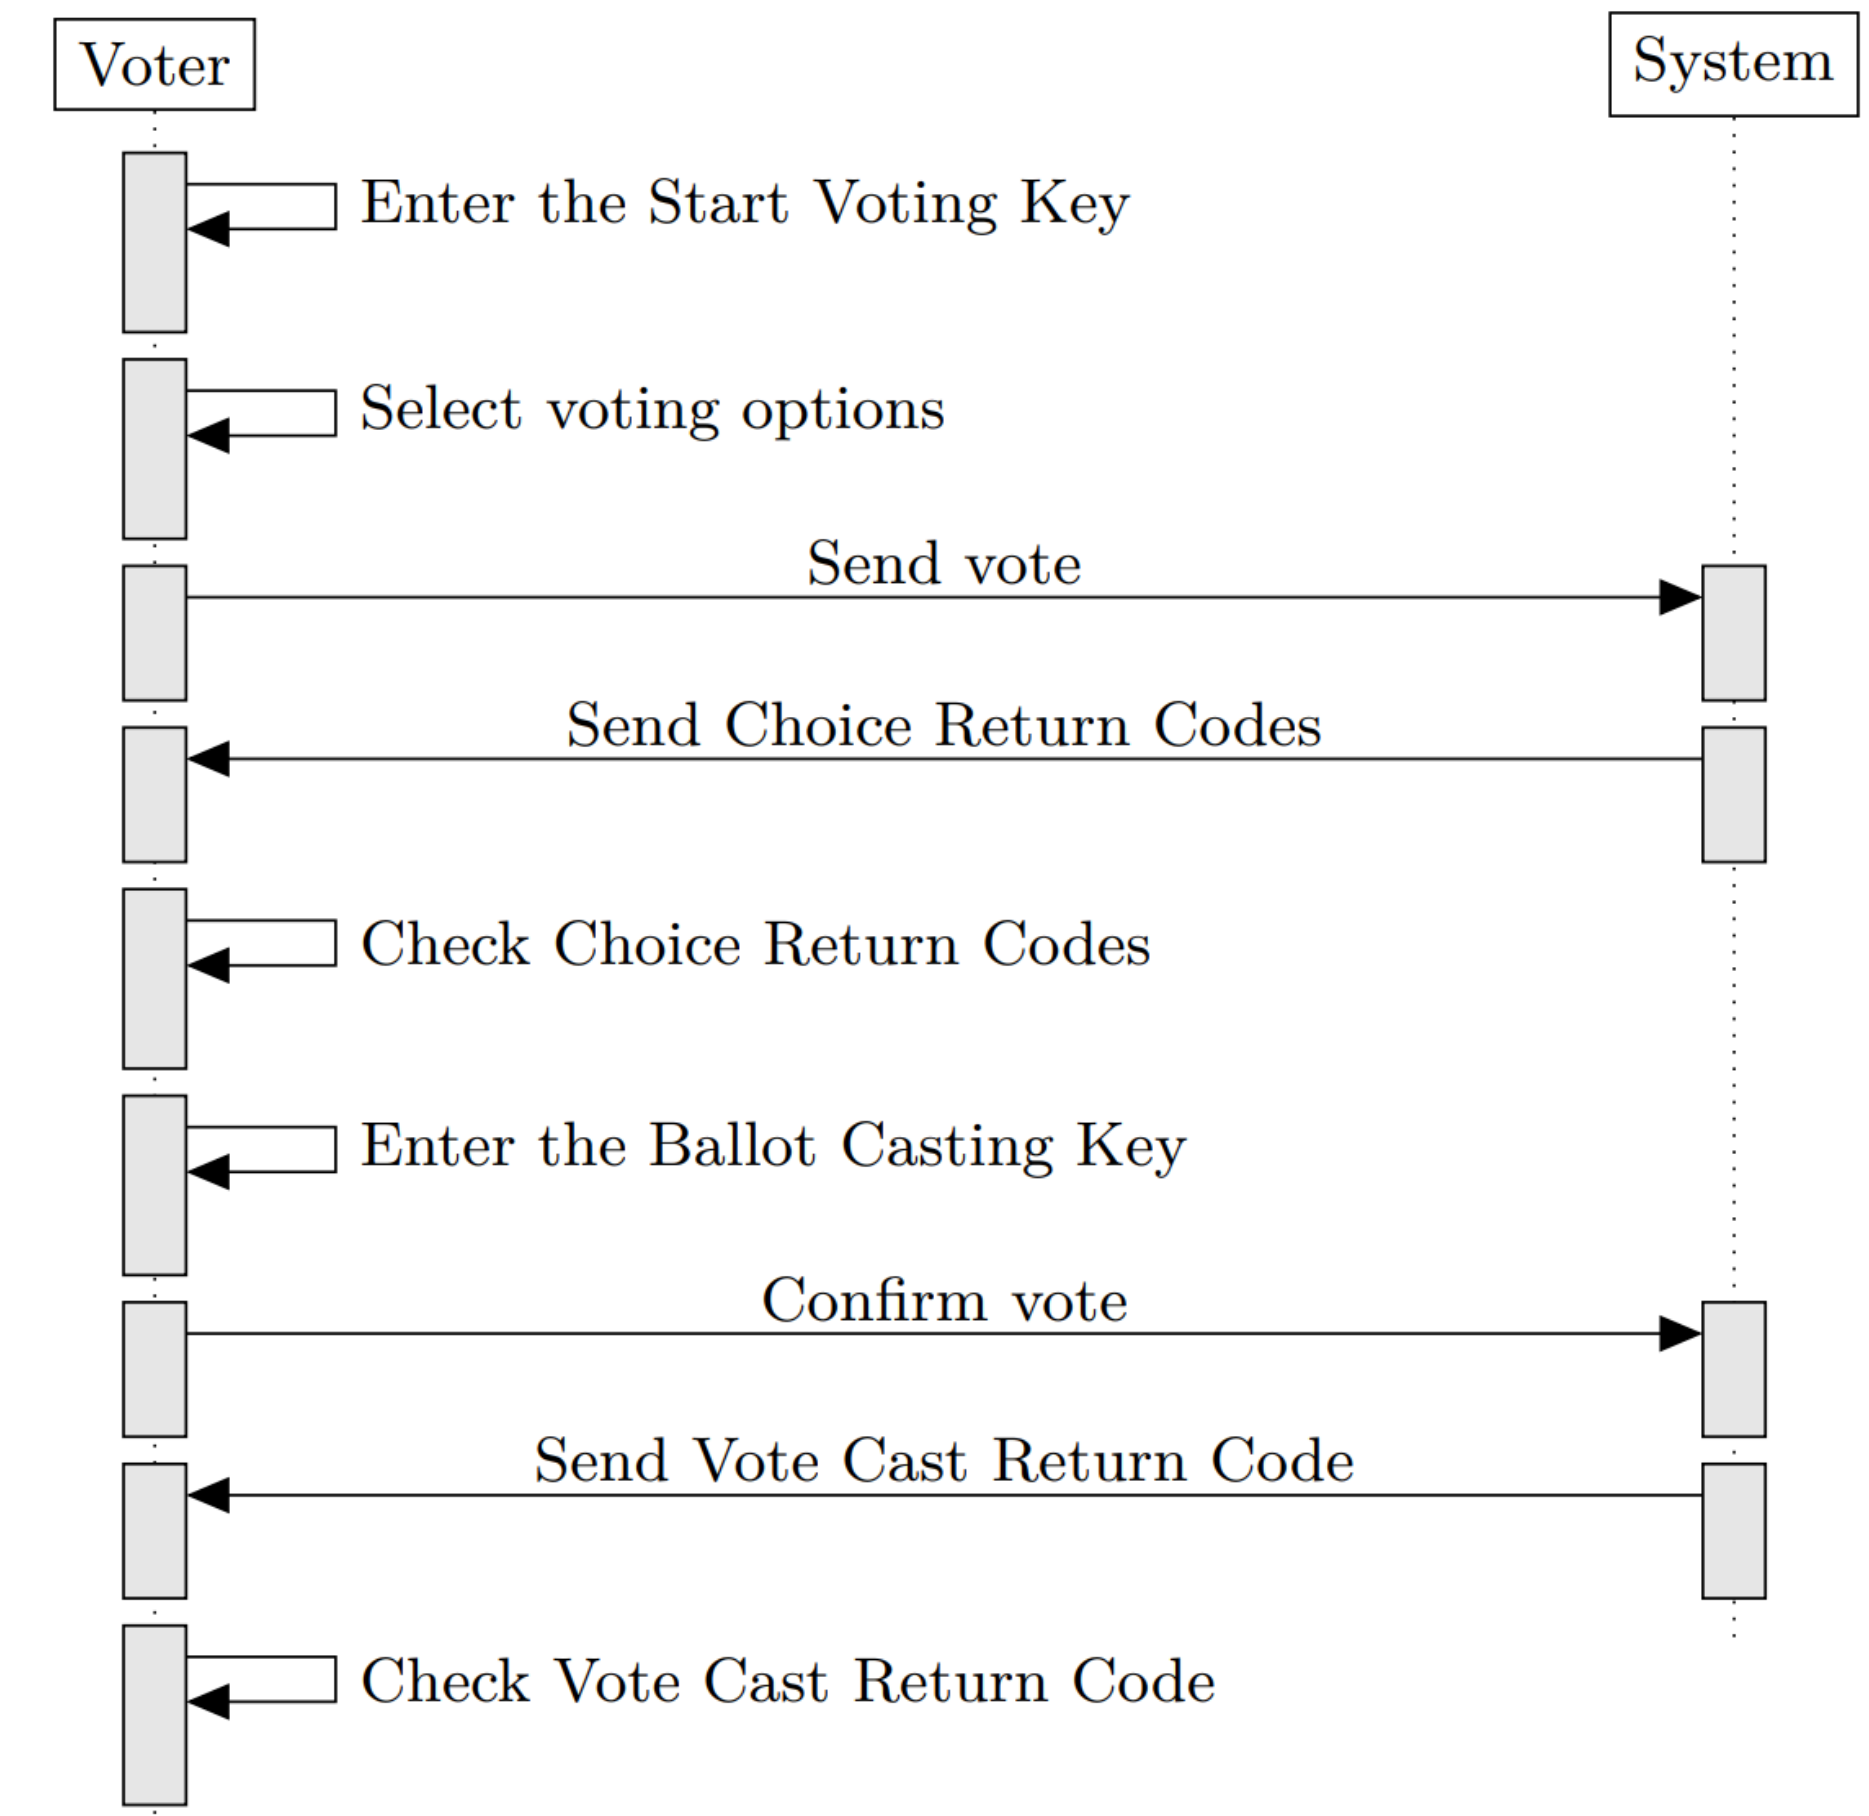 Voter
System
Enter the Start Voting Key
Select voting options
Send vote
Send Choice Return Codes
Check Choice Return Codes
Enter the Ballot Casting Key
Confirm vote
Send Vote Cast Return Code
Check Vote Cast Return Code